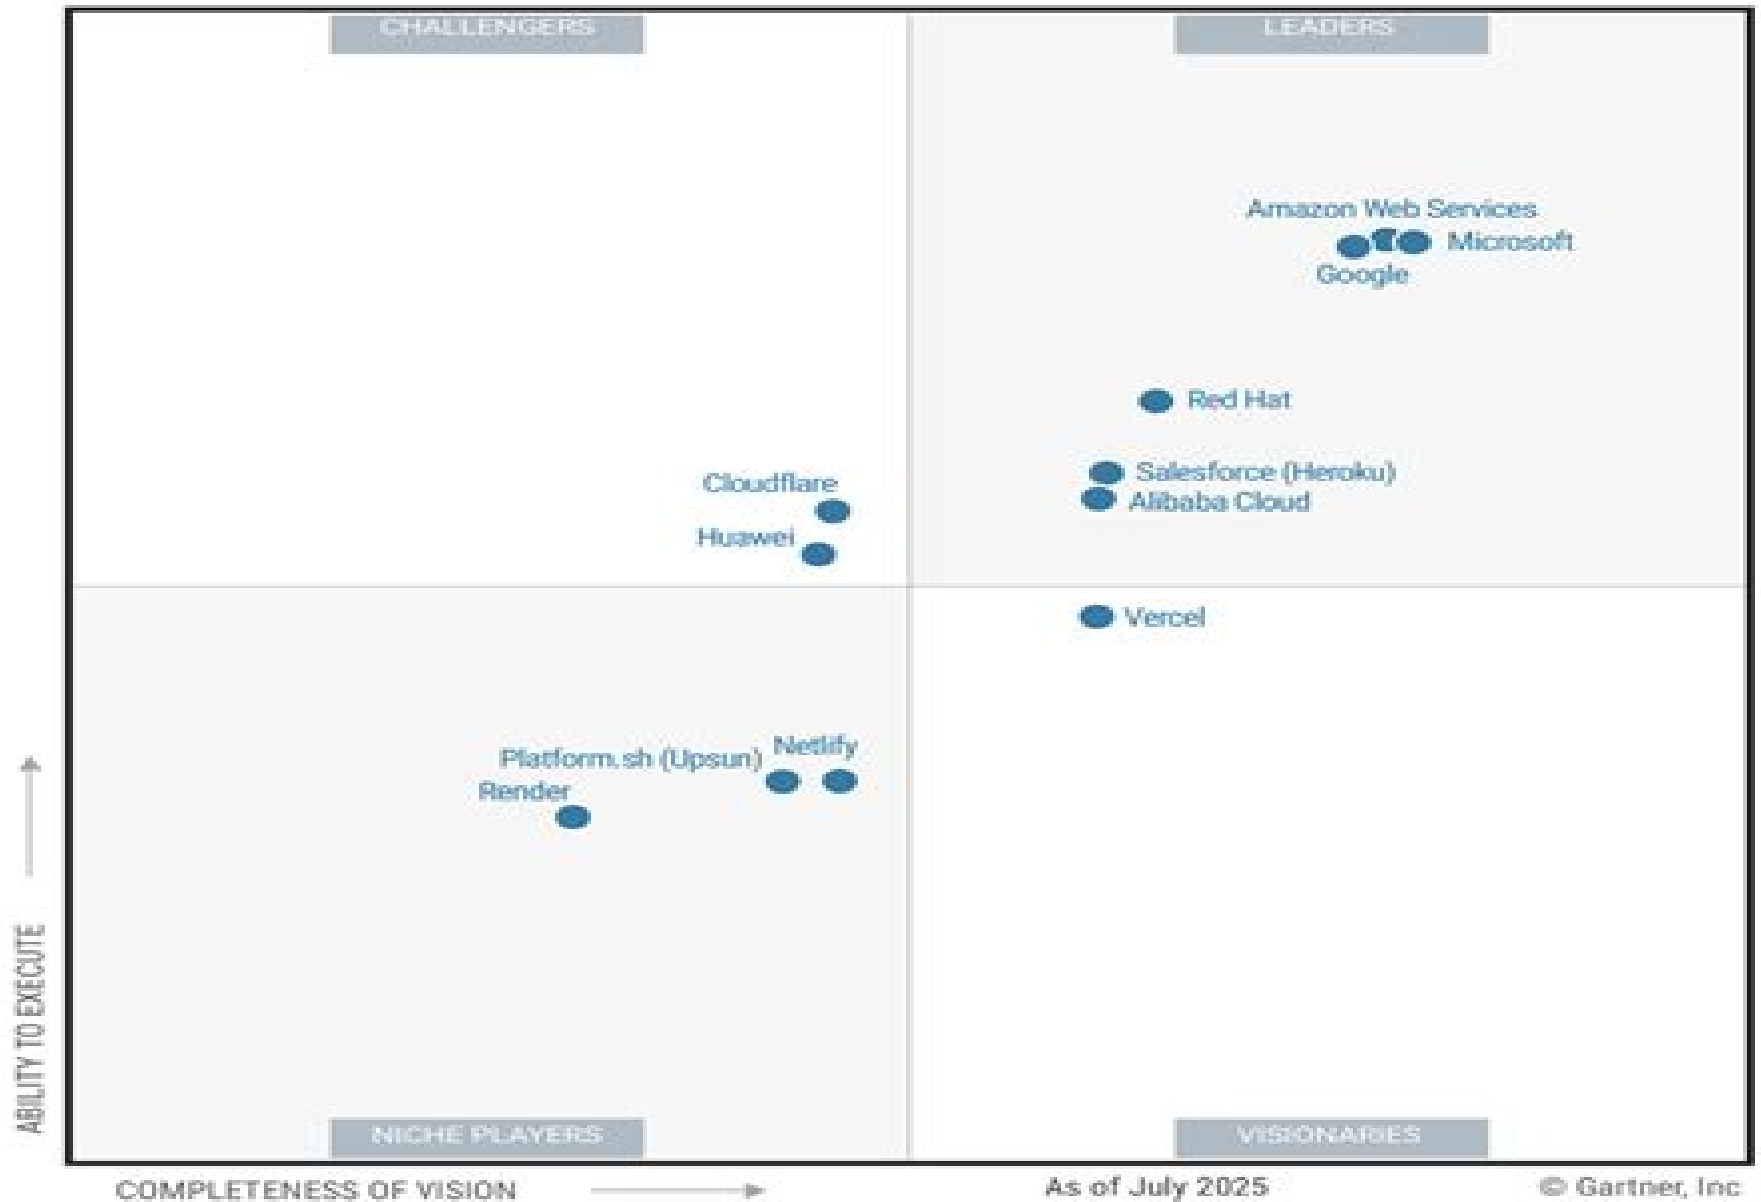 CHALLENGERS
LEADERS
Amazon Web Services
Microsoft
Google
Red Hat
Salesforce (Heroku)
Alibaba Cloud
Cloudflare
Huawei
Vercel
Netlify
Platform.sh (Upsun)
Render
ABILITY TO EXECUTE
NICHE PLAYERS
VISIONARIES
COMPLETENESS OF VISION
As of July 2025
© Gartner, Inc